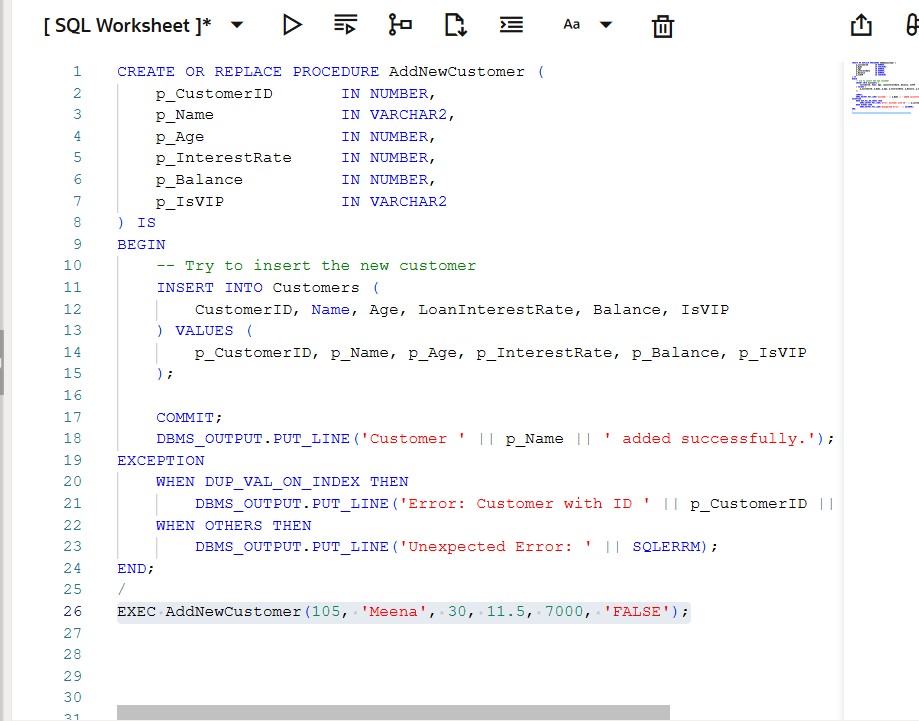 [ SQL Worksheet ]*
Aa
1 CREATE OR REPLACE PROCEDURE AddNewCustomer (
2     p_CustomerID       IN NUMBER,
3     p_Name             IN VARCHAR2,
4     p_Age              IN NUMBER,
5     p_InterestRate     IN NUMBER,
6     p_Balance          IN NUMBER,
7     p_IsVIP            IN VARCHAR2
8 ) IS
9 BEGIN
10     -- Try to insert the new customer
11     INSERT INTO Customers (
12         CustomerID, Name, Age, LoanInterestRate, Balance, IsVIP
13     ) VALUES (
14         p_CustomerID, p_Name, p_Age, p_InterestRate, p_Balance, p_IsVIP
15     );
16
17     COMMIT;
18     DBMS_OUTPUT.PUT_LINE('Customer ' || p_Name || ' added successfully.');
19 EXCEPTION
20     WHEN DUP_VAL_ON_INDEX THEN
21         DBMS_OUTPUT.PUT_LINE('Error: Customer with ID ' || p_CustomerID ||
22     WHEN OTHERS THEN
23         DBMS_OUTPUT.PUT_LINE('Unexpected Error: ' || SQLERRM);
24 END;
25 /
26 EXEC AddNewCustomer(105, 'Meena', 30, 11.5, 7000, 'FALSE');
27
28
29
30
31